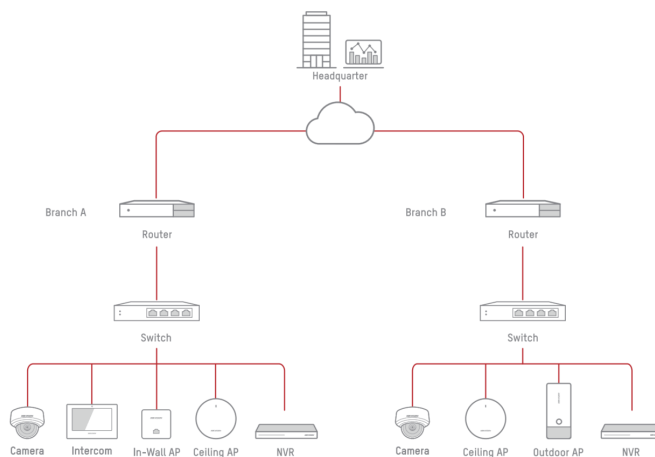 Headquarter
Branch A
Router
Branch B
Router
Switch
Switch
Camera
Intercom
In-Wall AP
Ceiling AP
NVR
Camera
Ceiling AP
Outdoor AP
NVR